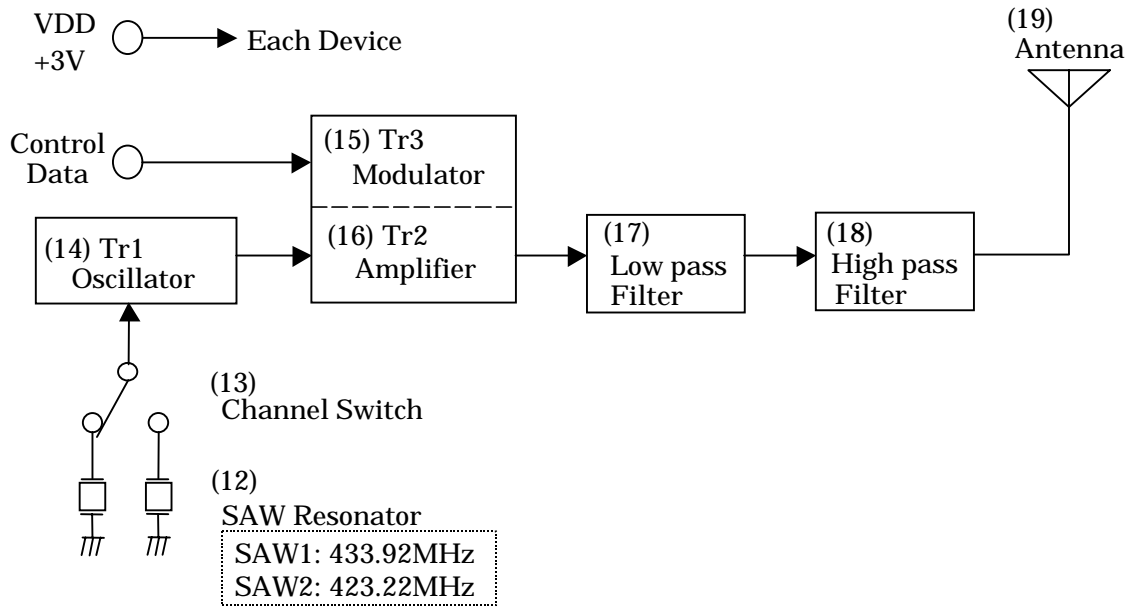 VDD
+3V
Each Device
(19)
Antenna
Control
Data
(15) Tr3
Modulator
(14) Tr1
Oscillator
(16) Tr2
Amplifier
(17)
Low pass
Filter
(18)
High pass
Filter
(13)
Channel Switch
(12)
SAW Resonator
SAW1: 433.92MHz
SAW2: 423.22MHz